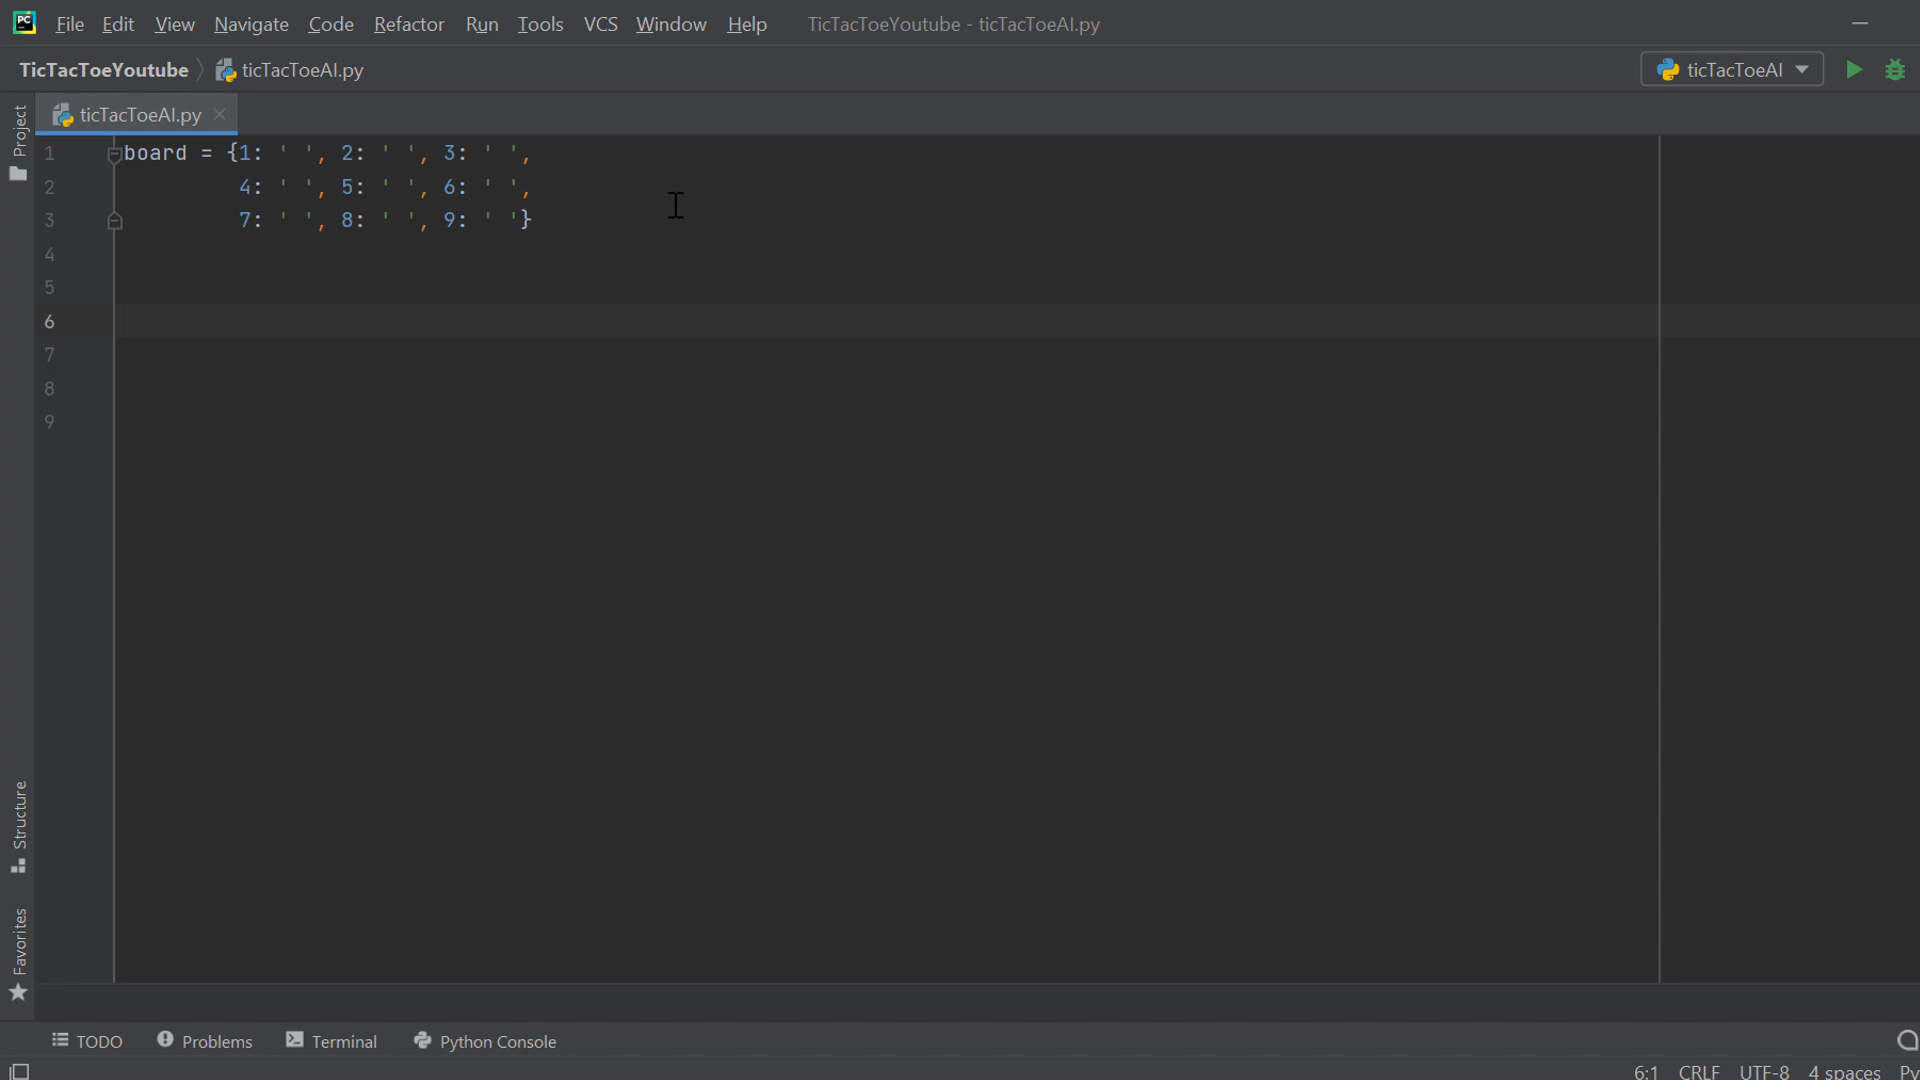 PC File Edit View Navigate Code Refactor Run Tools VCS Window Help TicTacToeYoutube - ticTacToeAI.py
TicTacToeYoutube ticTacToeAI.py ticTacToeAI
Project
ticTacToeAI.py
1 board = {1: ' ', 2: ' ', 3: ' ',
2 4: ' ', 5: ' ', 6: ' ',
3 7: ' ', 8: ' ', 9: ' '}
4
5
6
7
8
9
Structure
Favorites
TODO Problems Terminal Python Console
6:1 CRLF UTF-8 4 spaces Py